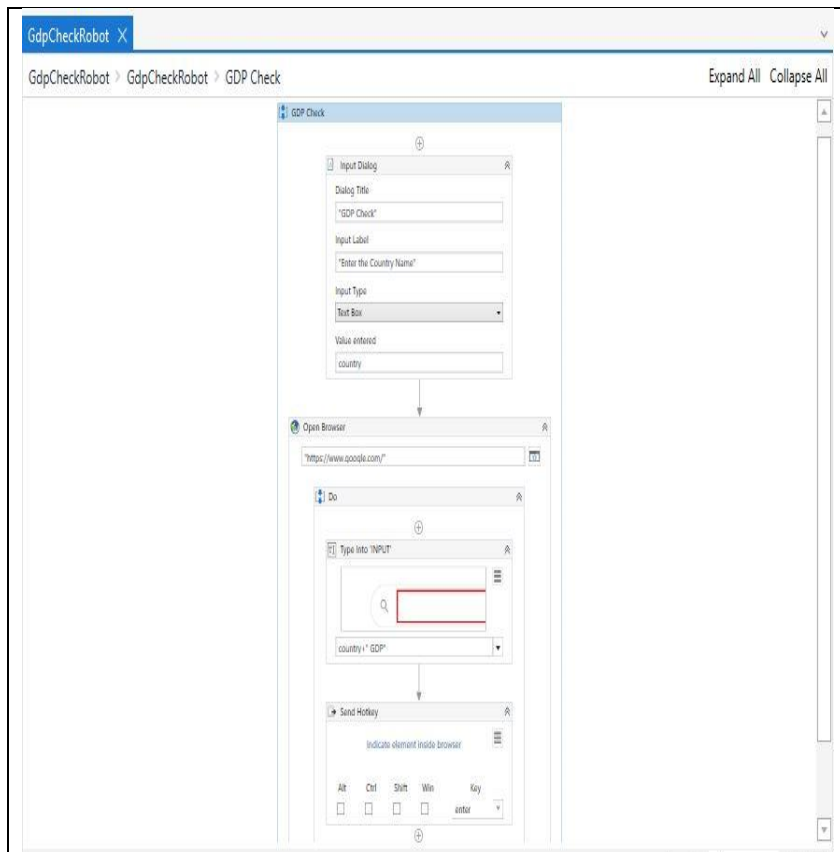 GdpCheckRobot X
GdpCheckRobot > GdpCheckRobot > GDP Check Expand All Collapse All
GDP Check
Input Dialog
Dialog Title
"GDP Check"
Input Label
"Enter the Country Name"
Input Type
Text Box
Value entered
country
Open Browser
"https://www.google.com/"
Do
Type Into 'INPUT'
country+" GDP"
Send Hotkey
Indicate element inside browser
Alt Ctrl Shift Win Key
enter